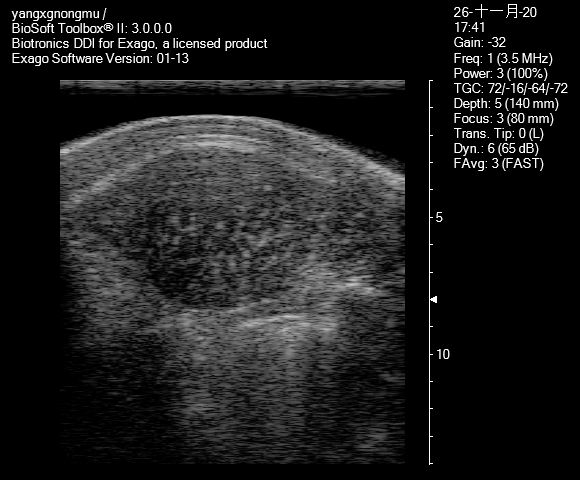 yangxgnongmu /
BioSoft Toolbox® II: 3.0.0.0
Biotronics DDI for Exago, a licensed product
Exago Software Version: 01-13
26-十一月-20
17:41
Gain: -32
Freq: 1 (3.5 MHz)
Power: 3 (100%)
TGC: 72/-16/-64/-72
Depth: 5 (140 mm)
Focus: 3 (80 mm)
Trans. Tip: 0 (L)
Dyn.: 6 (65 dB)
FAvg: 3 (FAST)
5
10